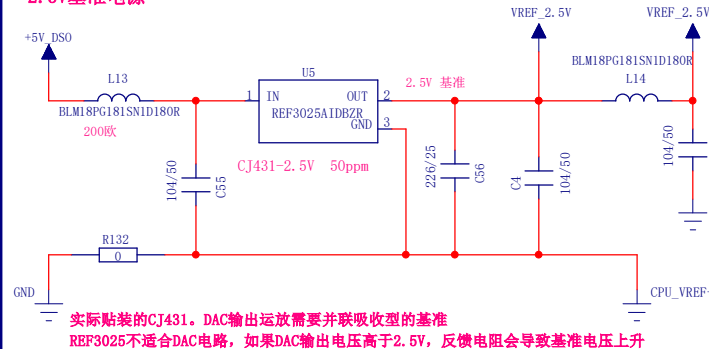 VREF_2.5V
VREF_2.5V
+5V_DSO
BLM18PG181SN1D180R
L13
U5
L14
2.5V 基准
1
IN
OUT
2
BLM18PG181SN1D180R
REF3025AIDBZR
GND
3
200欧
CJ431-2.5V 50ppm
104/50
C55
226/25
C56
C4
104/50
104/50
R132
0
GND
CPU_VREF-
实际贴装的CJ431。DAC输出运放需要并联吸收型的基准
REF3025不适合DAC电路，如果DAC输出电压高于2.5V，反馈电阻会导致基准电压上升